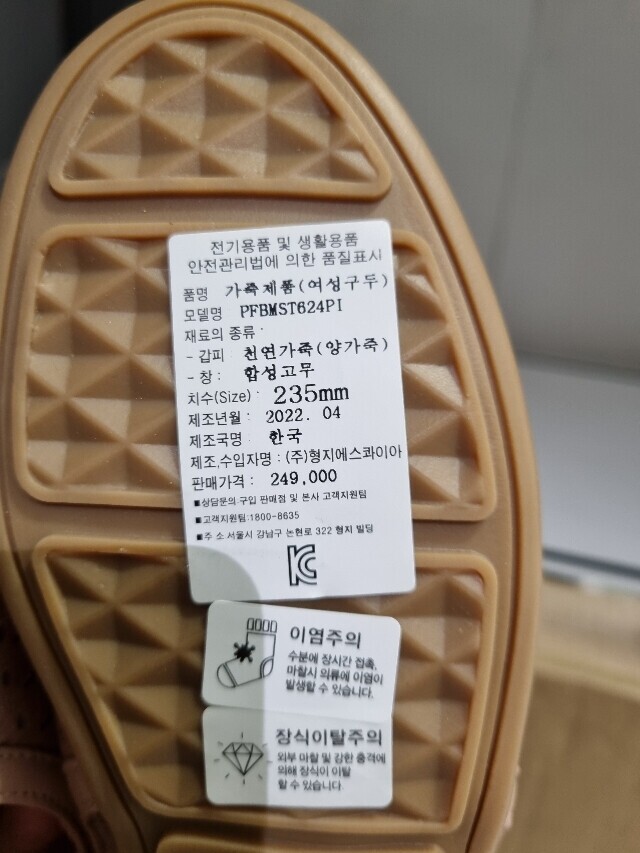 전기용품 및 생활용품
안전관리법에 의한 품질표시
품명 가죽제품(여성구두)
모델명 PFBMST624PI
재료의 종류 ·
- 갑피 천연가죽(양가죽)
- 창 : 합성고무
치수(Size) · 235mm
제조년월 : 2022. 04
제조국명 · 한국
제조,수입자명 : (주)형지에스콰이아
판매가격 : 249,000
■상담문의·구입 판매점 및 본사 고객지원팀
■고객지원팀:1800-8635
■주 소 서울시 강남구 논현로 322 형지 빌딩
KC
이염주의
수분에 장시간 접촉,
마찰시 의류에 이염이
발생할 수 있습니다.
장식이탈주의
외부 마찰 및 강한 충격에
의해 장식이 이탈
할 수 있습니다.